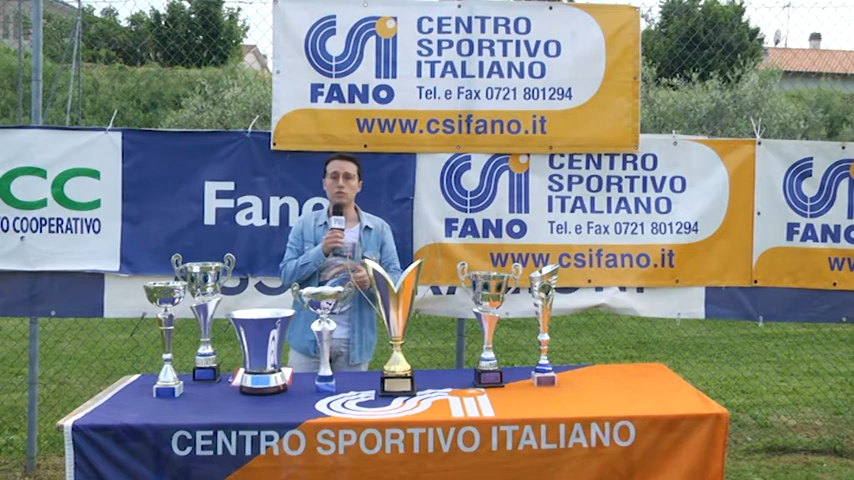 CSI
FANO
CENTRO
SPORTIVO
ITALIANO
Tel. e Fax 0721 801294
www.csifano.it
CC
VO COOPERATIVO
Fano
CSI
FANO
CENTRO
SPORTIVO
ITALIANO
Tel. e Fax 0721 801294
www.csifano.it
CSI
FANO
CSI
CENTRO SPORTIVO ITALIANO